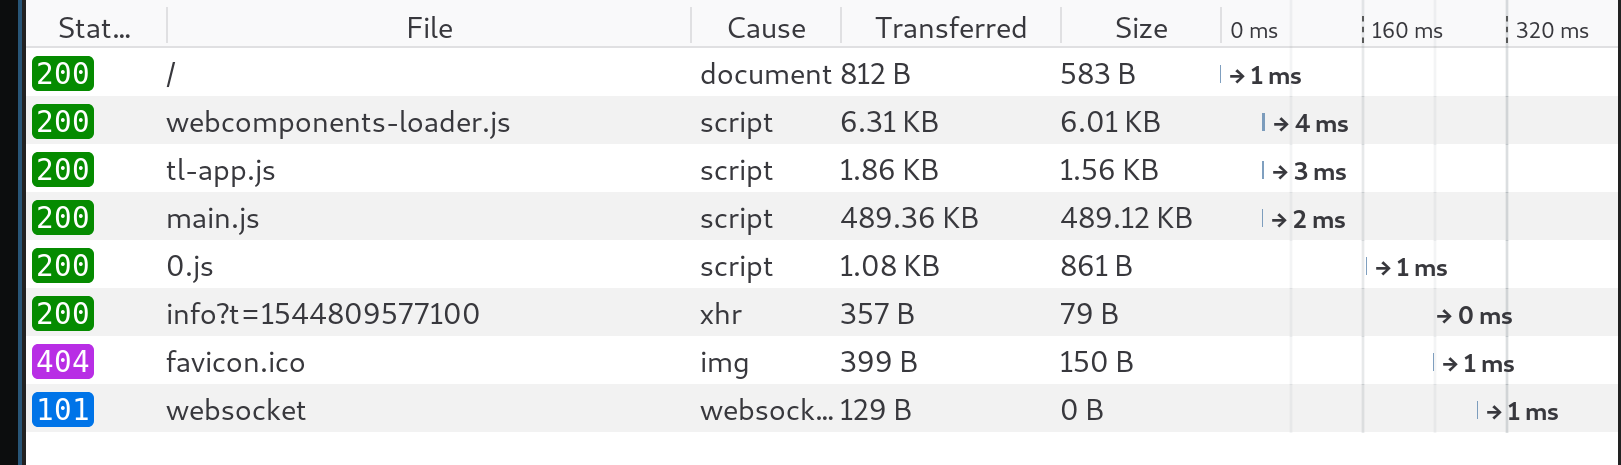 Stat... File Cause Transferred Size 0 ms 160 ms 320 ms
200 / document 812 B 583 B → 1 ms
200 webcomponents-loader.js script 6.31 KB 6.01 KB → 4 ms
200 tl-app.js script 1.86 KB 1.56 KB → 3 ms
200 main.js script 489.36 KB 489.12 KB → 2 ms
200 0.js script 1.08 KB 861 B → 1 ms
200 info?t=1544809577100 xhr 357 B 79 B → 0 ms
404 favicon.ico img 399 B 150 B → 1 ms
101 websocket websock... 129 B 0 B → 1 ms